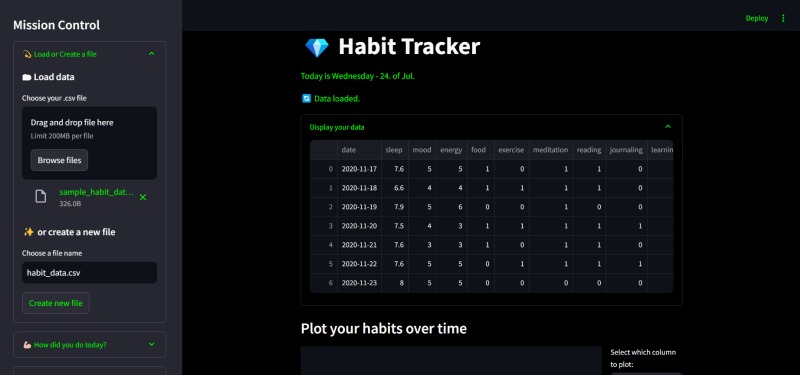 Mission Control
Load or Create a file
Load data
Choose your .csv file
Drag and drop file here
Limit 200MB per file
Browse files
sample_habit_dat...
326.0B
or create a new file
Choose a file name
habit_data.csv
Create new file
How did you do today?
Deploy
Habit Tracker
Today is Wednesday - 24. of Jul.
Data loaded.
Display your data
date sleep mood energy food exercise meditation reading journaling learnin
0 2020-11-17 7.6 5 5 1 0 1 1 0
1 2020-11-18 6.6 4 4 1 1 1 1 0
2 2020-11-19 7.9 5 6 0 0 1 0 0
3 2020-11-20 7.5 4 3 1 1 1 1 1
4 2020-11-21 7.6 3 3 1 0 1 1 0
5 2020-11-22 7.6 5 5 0 1 1 1 1
6 2020-11-23 8 5 5 0 0 0 0 0
Plot your habits over time
Select which column
to plot: